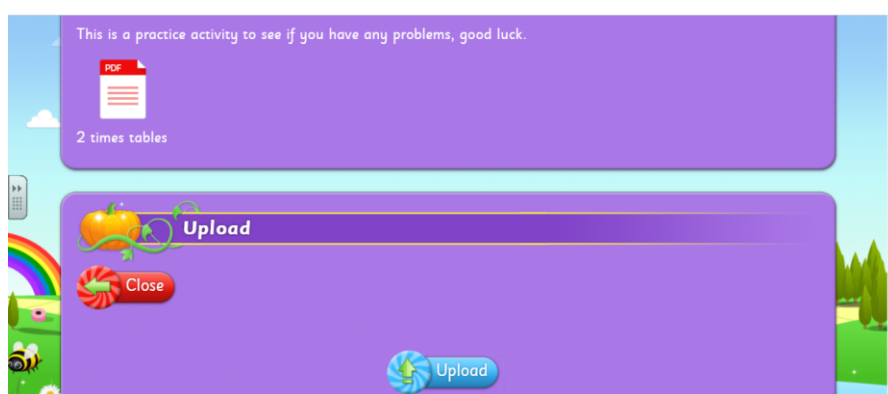 This is a practice activity to see if you have any problems, good luck.
PDF
2 times tables
Upload
Close
Upload